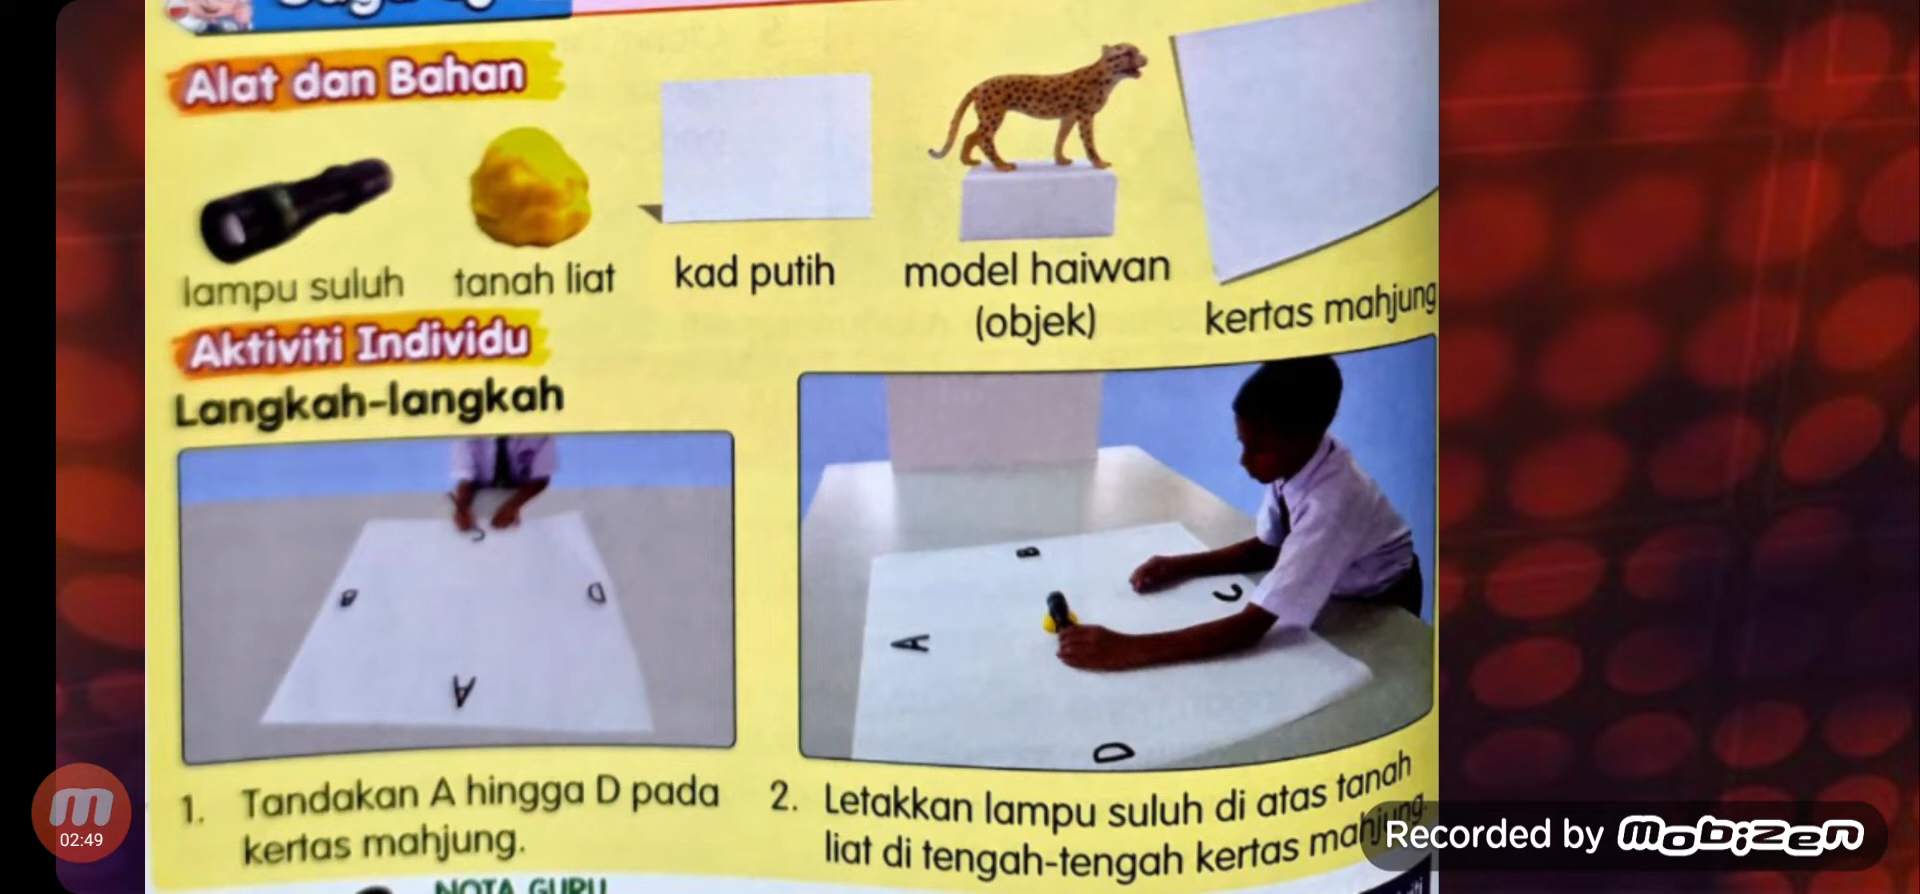 Alat dan Bahan
lampu suluh
tanah liat
kad putih
model haiwan
(objek)
kertas mahjung
Aktiviti Individu
Langkah-langkah
C
B
D
A
B
C
A
D
1. Tandakan A hingga D pada
kertas mahjung.
2. Letakkan lampu suluh di atas tanah
liat di tengah-tengah kertas mahjung.
NOTA GURU
02:49
Recorded by Mobizen